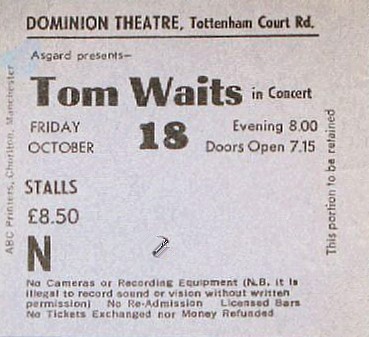 DOMINION THEATRE, Tottenham Court Rd.
Asgard presents—
Tom Waits in Concert
FRIDAY 18 Evening 8.00
OCTOBER Doors Open 7.15
STALLS
£8.50
N
No Cameras or Recording Equipment (N.B. it is
illegal to record sound or vision without written
permission) No Re-Admission Licensed Bars
No Tickets Exchanged nor Money Refunded
ABC Printers, Chorlton, Manchester
This portion to be retained